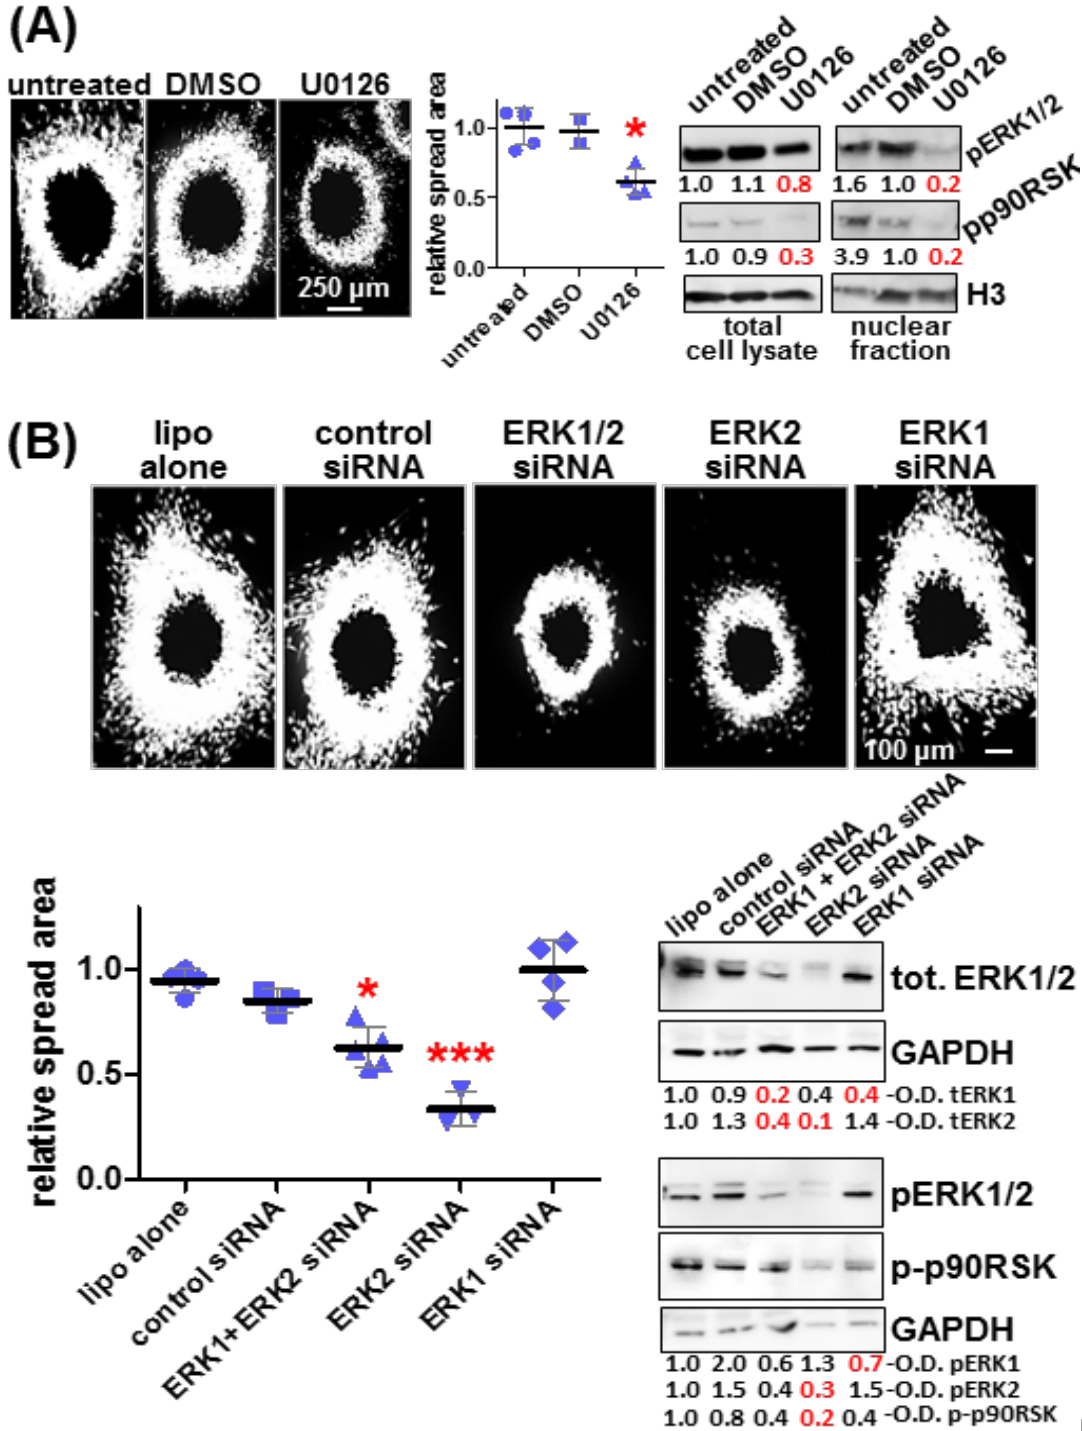 (A)
untreated DMSO U0126
250 µm
relative spread area
1.0
0.5
0.0
untreated
DMSO
U0126
*
untreated
DMSO
U0126
untreated
DMSO
U0126
pERK1/2
1.0 1.1 0.8 1.6 1.0 0.2
pp90RSK
1.0 0.9 0.3 3.9 1.0 0.2
H3
total
cell lysate
nuclear
fraction
(B)
lipo
alone
control
siRNA
ERK1/2
siRNA
ERK2
siRNA
ERK1
siRNA
100 µm
relative spread area
1.0
0.5
0.0
*
***
lipo alone
control siRNA
ERK1+ ERK2 siRNA
ERK2 siRNA
ERK1 siRNA
lipo alone
control siRNA
ERK1 + ERK2 siRNA
ERK2 siRNA
ERK1 siRNA
tot. ERK1/2
GAPDH
1.0 0.9 0.2 0.4 0.4 -O.D. tERK1
1.0 1.3 0.4 0.1 1.4 -O.D. tERK2
pERK1/2
p-p90RSK
GAPDH
1.0 2.0 0.6 1.3 0.7 -O.D. pERK1
1.0 1.5 0.4 0.3 1.5 -O.D. pERK2
1.0 0.8 0.4 0.2 0.4 -O.D. p-p90RSK